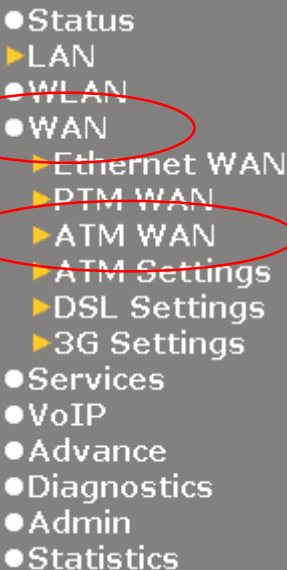 Status
LAN
WLAN
WAN
Ethernet WAN
PTM WAN
ATM WAN
ATM Settings
DSL Settings
3G Settings
Services
VoIP
Advance
Diagnostics
Admin
Statistics